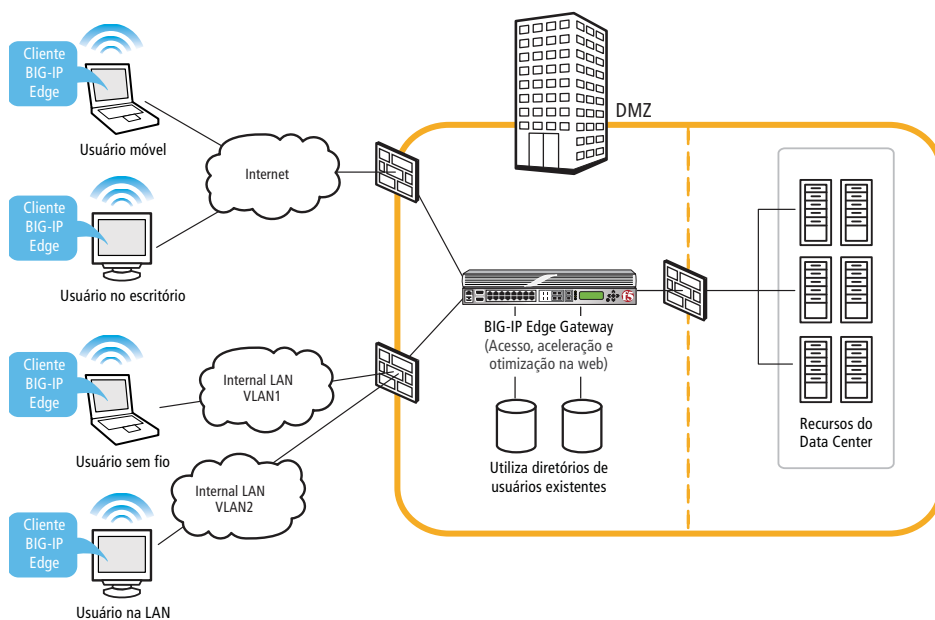 Cliente
BIG-IP
Edge
Usuário móvel
DMZ
Internet
Cliente
BIG-IP
Edge
Usuário no escritório
BIG-IP Edge Gateway
(Acesso, aceleração e
otimização na web)
Utiliza diretórios de
usuários existentes
Recursos do
Data Center
Cliente
BIG-IP
Edge
Internal LAN
VLAN1
Usuário sem fio
Internal LAN
VLAN2
Cliente
BIG-IP
Edge
Usuário na LAN